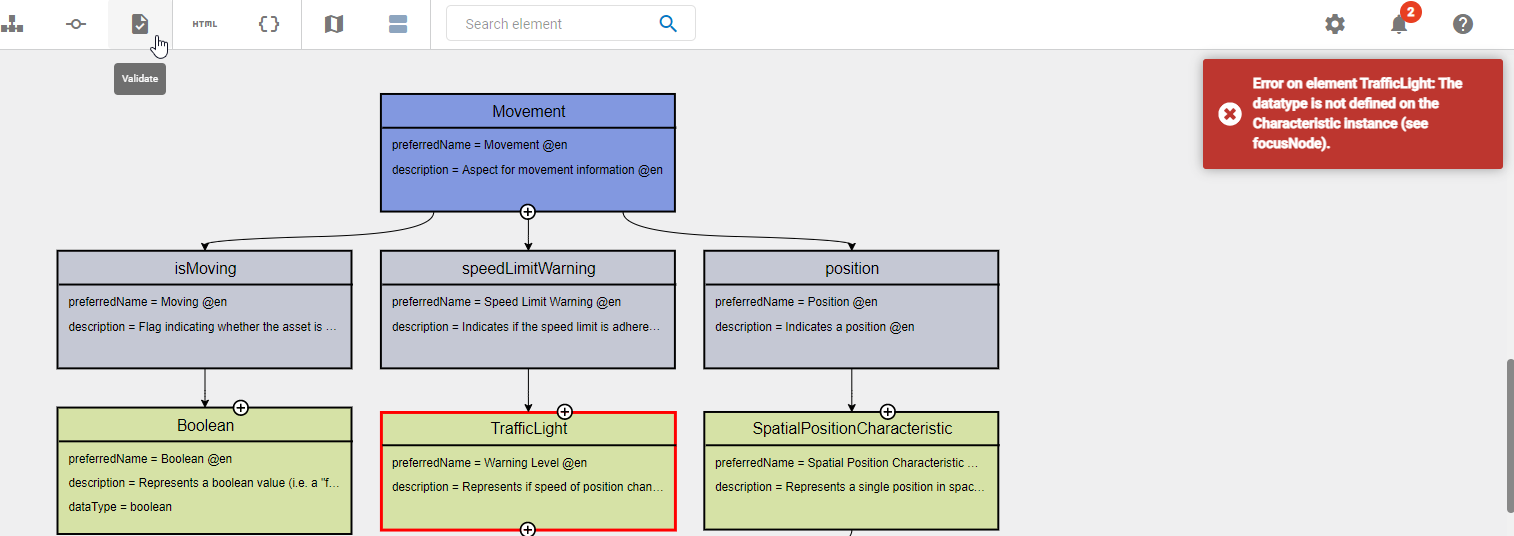 HTML
{}
Search element
2
Validate
Error on element TrafficLight: The
datatype is not defined on the
Characteristic instance (see
focusNode).
Movement
preferredName = Movement @en
description = Aspect for movement information @en
isMoving
preferredName = Moving @en
description = Flag indicating whether the asset is ...
speedLimitWarning
preferredName = Speed Limit Warning @en
description = Indicates if the speed limit is adhere...
position
preferredName = Position @en
description = Indicates a position @en
Boolean
preferredName = Boolean @en
description = Represents a boolean value (i.e. a "f...
dataType = boolean
TrafficLight
preferredName = Warning Level @en
description = Represents if speed of position chan...
SpatialPositionCharacteristic
preferredName = Spatial Position Characteristic ...
description = Represents a single position in spac...